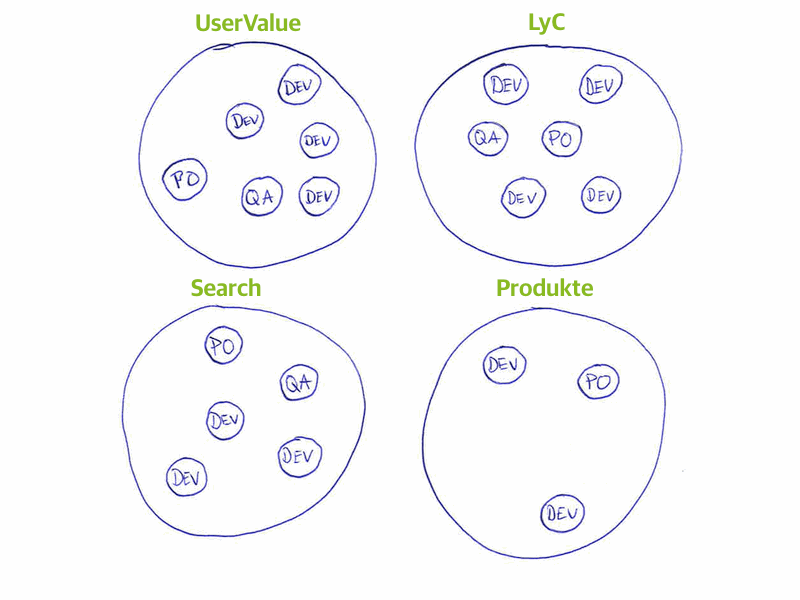 UserValue
DEV
DEV
DEV
PO
QA
DEV
LyC
DEV
DEV
QA
PO
DEV
DEV
Search
PO
QA
DEV
DEV
DEV
Produkte
DEV
PO
DEV